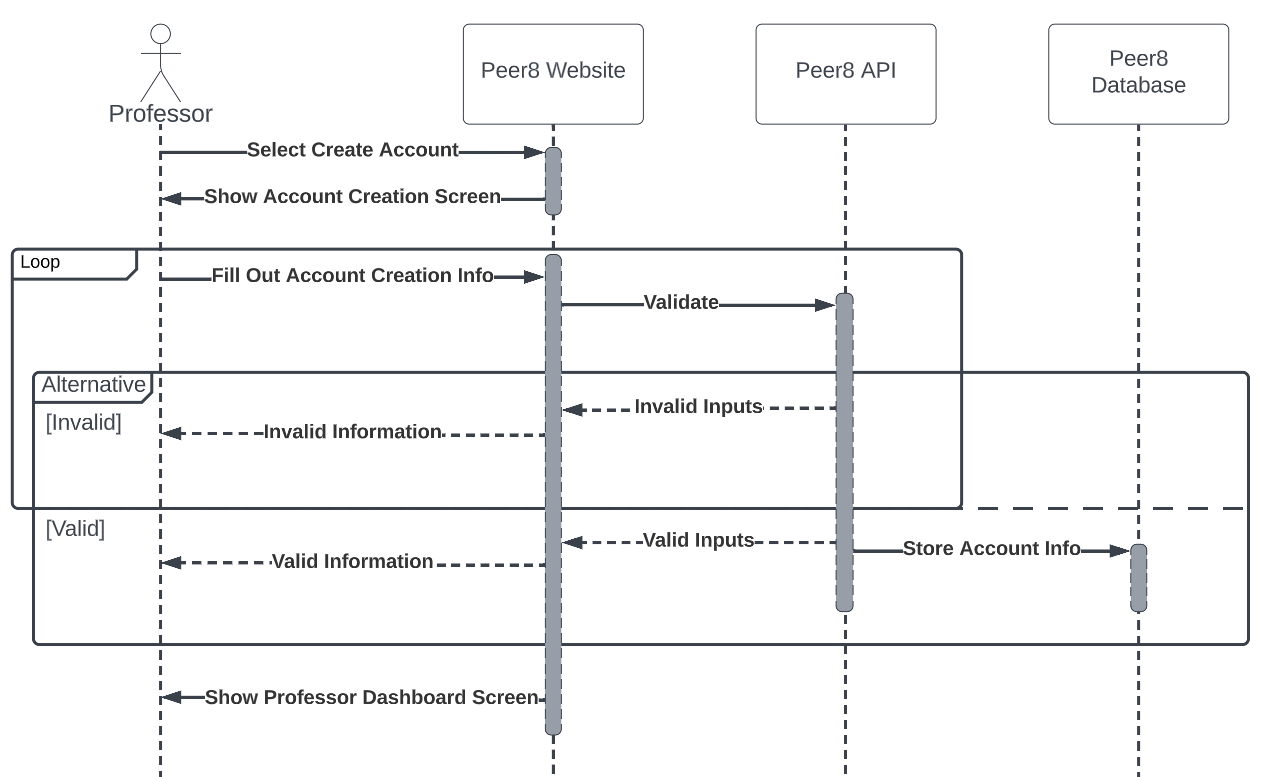 Professor
Peer8 Website
Peer8 API
Peer8
Database
Select Create Account
Show Account Creation Screen
Loop
Fill Out Account Creation Info
Validate
Alternative
[Invalid]
Invalid Inputs
Invalid Information
[Valid]
Valid Inputs
Store Account Info
Valid Information
Show Professor Dashboard Screen